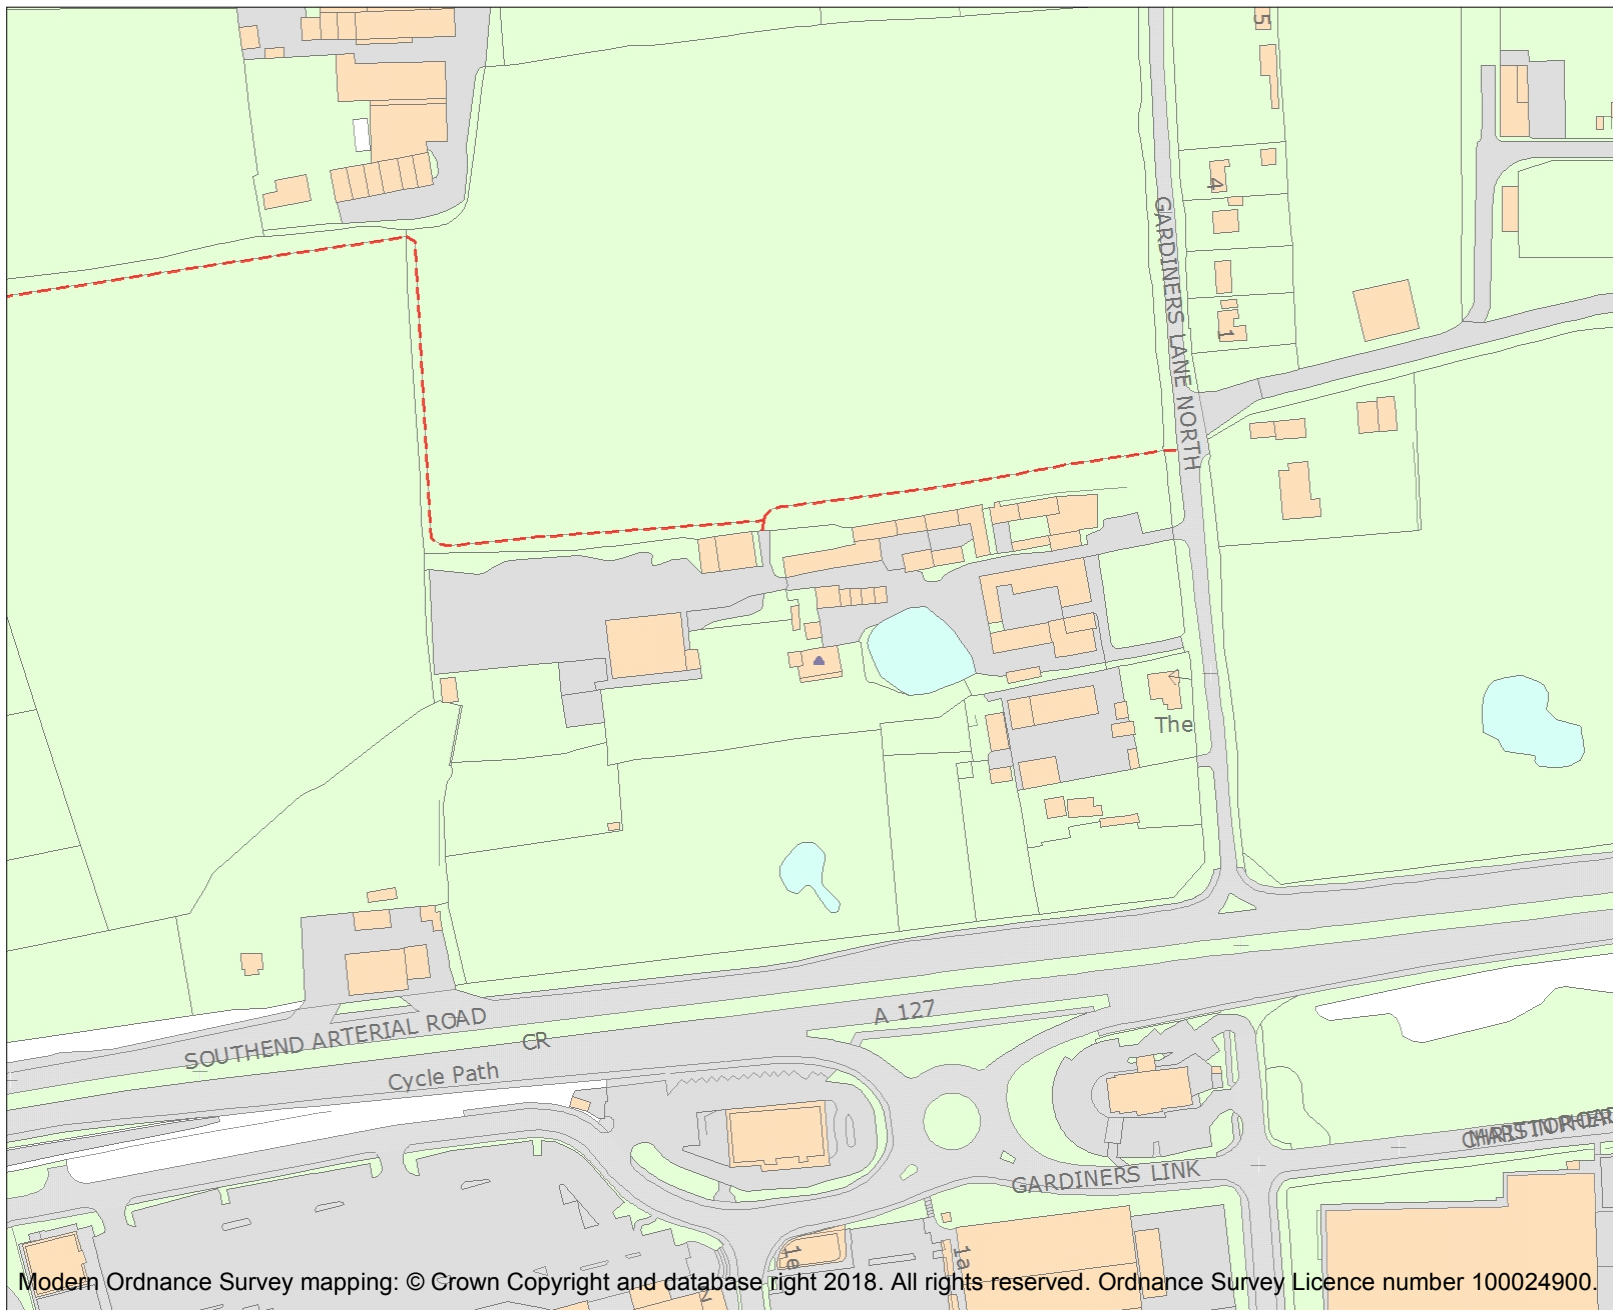 5
4
GARDINERS LANE NORTH
1
The
SOUTHEND ARTERIAL ROAD
A 127
CR
Cycle Path
GARDINERS LINK
1e
1a
Modern Ordnance Survey mapping: © Crown Copyright and database right 2018. All rights reserved. Ordnance Survey Licence number 100024900.